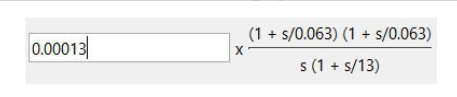 0.00013 x (1 + s/0.063) (1 + s/0.063)
s (1 + s/13)